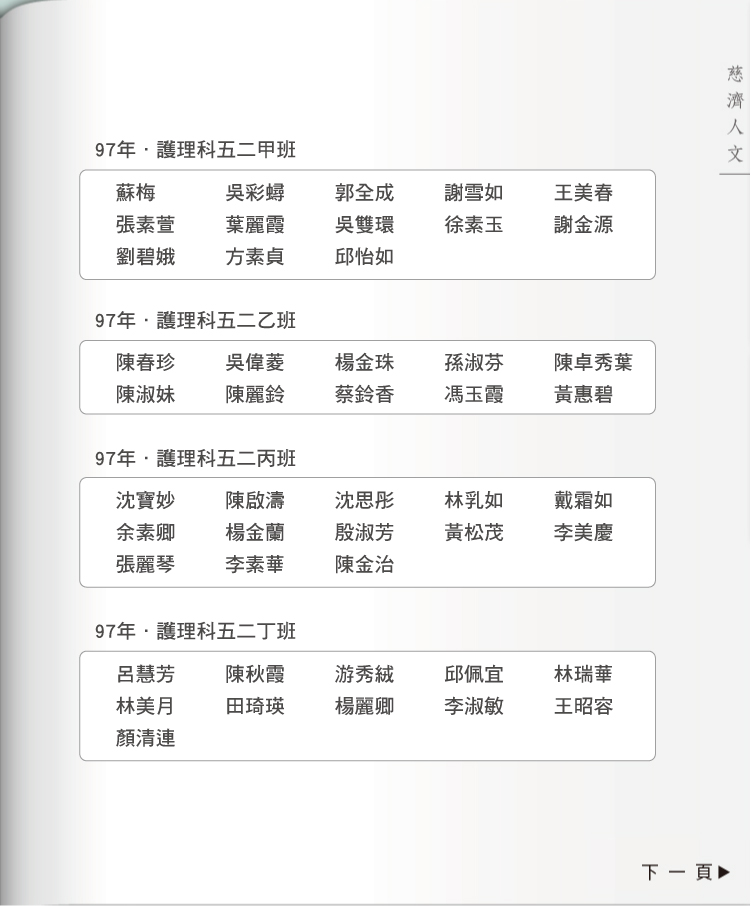 慈濟人文
97年．護理科五二甲班
蘇梅 吳彩蟳 郭全成 謝雪如 王美春
張素萱 葉麗霞 吳雙環 徐素玉 謝金源
劉碧娥 方素貞 邱怡如
97年．護理科五二乙班
陳春珍 吳偉菱 楊金珠 孫淑芬 陳卓秀葉
陳淑妹 陳麗鈴 蔡鈴香 馮玉霞 黃惠碧
97年．護理科五二丙班
沈寶妙 陳啟濤 沈思彤 林乳如 戴霜如
余素卿 楊金蘭 殷淑芳 黃松茂 李美慶
張麗琴 李素華 陳金治
97年．護理科五二丁班
呂慧芳 陳秋霞 游秀絨 邱佩宜 林瑞華
林美月 田琦瑛 楊麗卿 李淑敏 王昭容
顏清連
下一頁▶